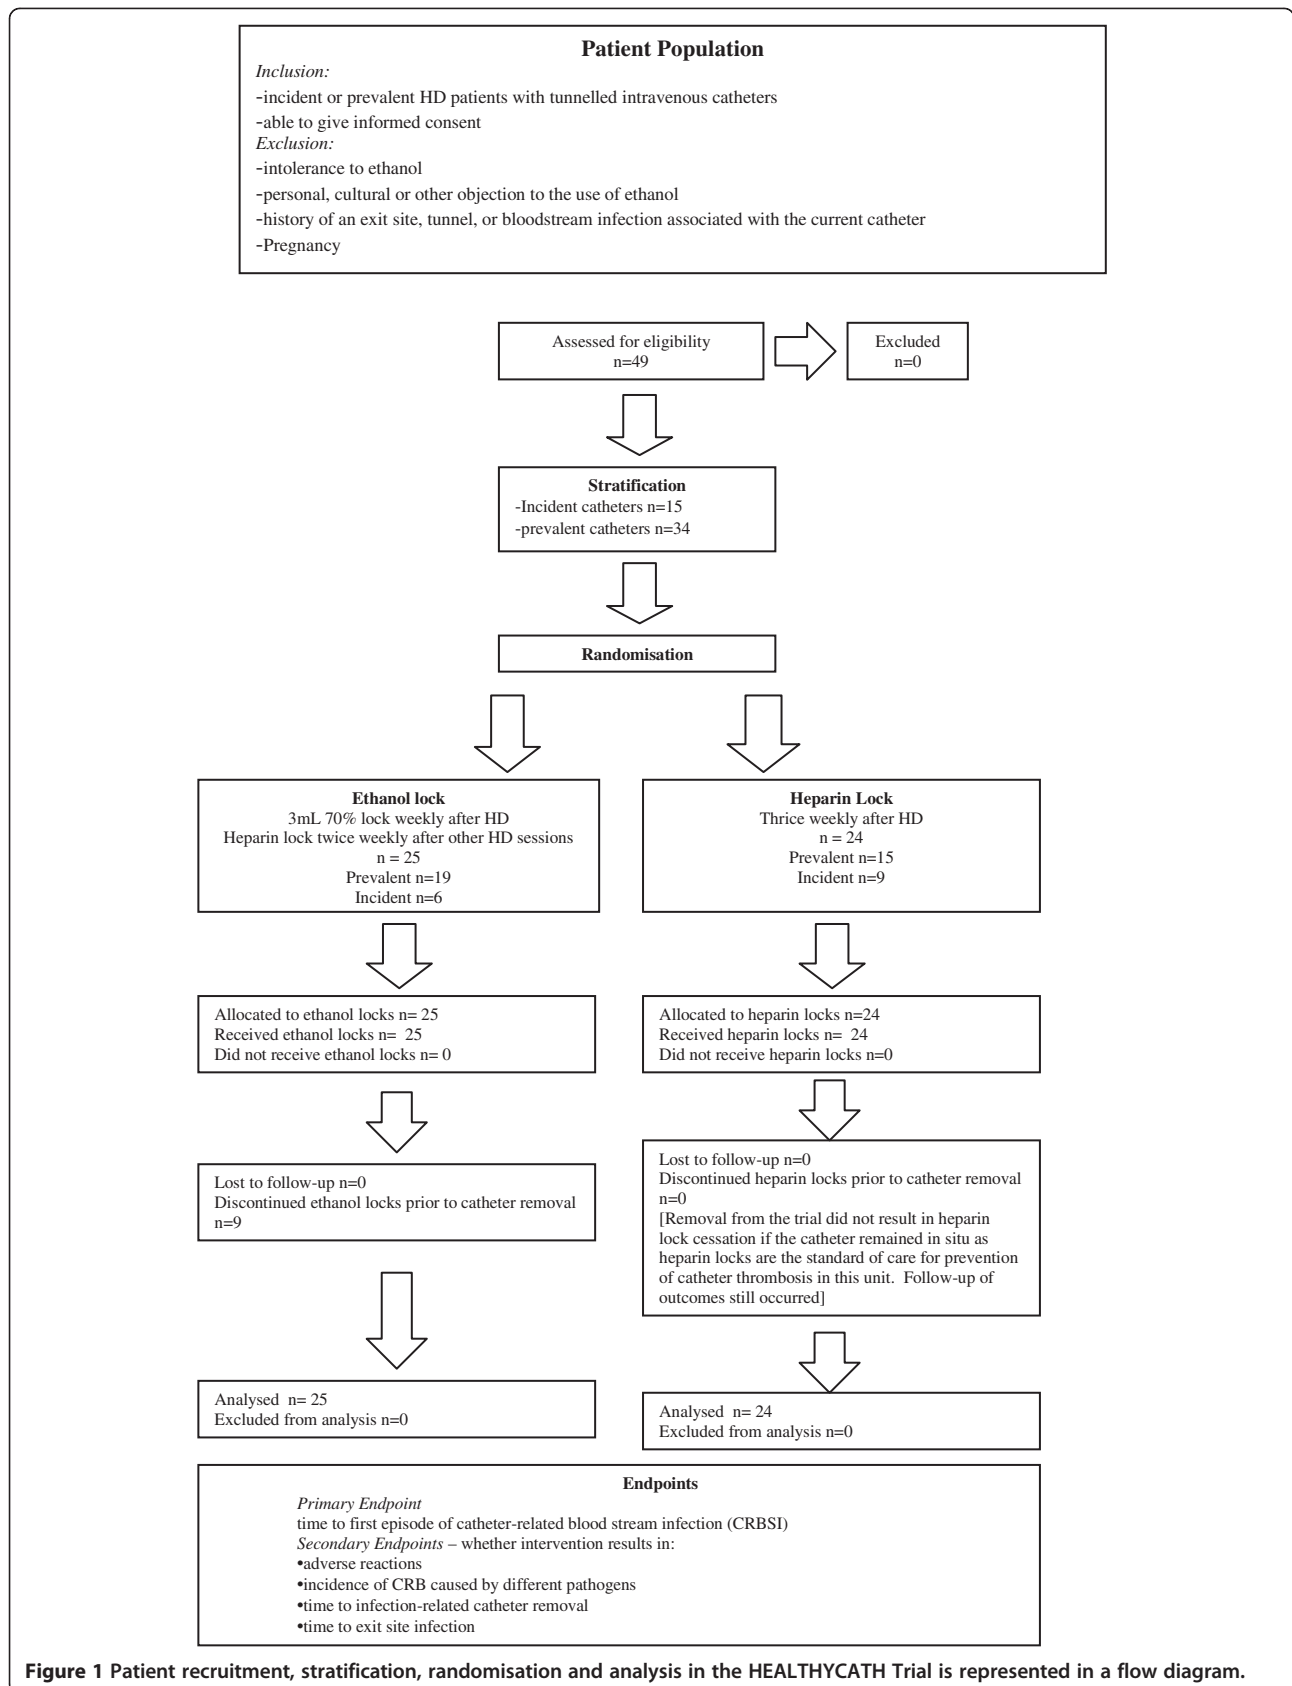 Patient Population
Inclusion:
-incident or prevalent HD patients with tunnelled intravenous catheters
-able to give informed consent
Exclusion:
-intolerance to ethanol
-personal, cultural or other objection to the use of ethanol
-history of an exit site, tunnel, or bloodstream infection associated with the current catheter
-Pregnancy
Assessed for eligibility
n=49
Excluded
n=0
Stratification
-Incident catheters n=15
-prevalent catheters n=34
Randomisation
Ethanol lock
3mL 70% lock weekly after HD
Heparin lock twice weekly after other HD sessions
n = 25
Prevalent n=19
Incident n=6
Heparin Lock
Thrice weekly after HD
n = 24
Prevalent n=15
Incident n=9
Allocated to ethanol locks n= 25
Received ethanol locks n=  25
Did not receive ethanol locks n= 0
Allocated to heparin locks n=24
Received heparin locks n=  24
Did not receive heparin locks n=0
Lost to follow-up n=0
Discontinued ethanol locks prior to catheter removal
n=9
Lost to follow-up n=0
Discontinued heparin locks prior to catheter removal
n=0
[Removal from the trial did not result in heparin
lock cessation if the catheter remained in situ as
heparin locks are the standard of care for prevention
of catheter thrombosis in this unit.  Follow-up of
outcomes still occurred]
Analysed  n= 25
Excluded from analysis n=0
Analysed  n= 24
Excluded from analysis n=0
Endpoints
Primary Endpoint
time to first episode of catheter-related blood stream infection (CRBSI)
Secondary Endpoints – whether intervention results in:
•adverse reactions
•incidence of CRB caused by different pathogens
•time to infection-related catheter removal
•time to exit site infection
Figure 1 Patient recruitment, stratification, randomisation and analysis in the HEALTHYCATH Trial is represented in a flow diagram.